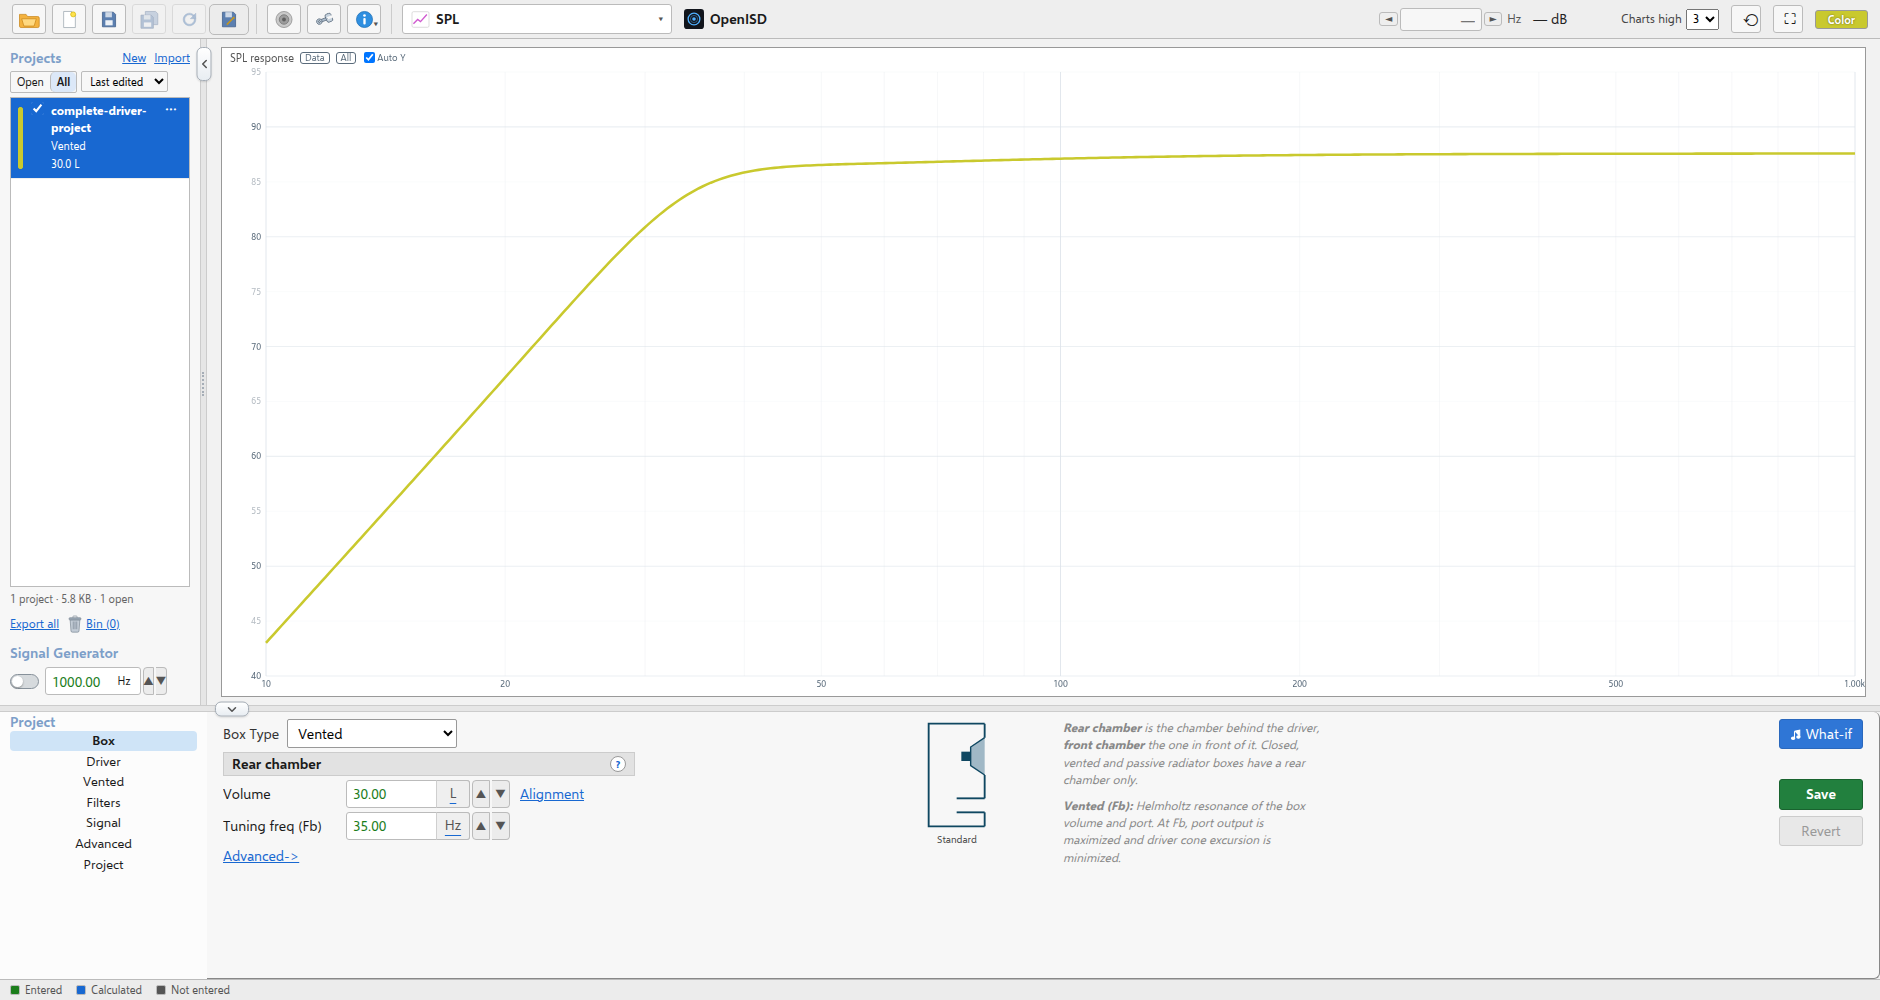 SPL
OpenISD
— Hz — dB
Charts high 3
Color
Projects New Import
Open All Last edited
complete-driver-
project
Vented
30.0 L
1 project · 5.8 KB · 1 open
Export all Bin (0)
Signal Generator
1000.00 Hz
SPL response Data All Auto Y
95
90
85
80
75
70
65
60
55
50
45
40
10 20 50 100 200 500 1.00k
Project
Box
Driver
Vented
Filters
Signal
Advanced
Project
Box Type Vented
Rear chamber ?
Volume 30.00 L Alignment
Tuning freq (Fb) 35.00 Hz
Advanced->
Standard
Rear chamber is the chamber behind the driver,
front chamber the one in front of it. Closed,
vented and passive radiator boxes have a rear
chamber only.
Vented (Fb): Helmholtz resonance of the box
volume and port. At Fb, port output is
maximized and driver cone excursion is
minimized.
What-if
Save
Revert
Entered Calculated Not entered